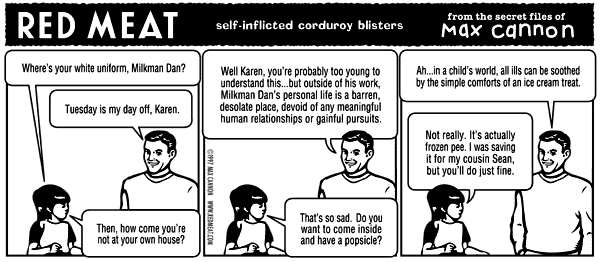 RED MEAT
self-inflicted corduroy blisters
from the secret files of
Max Cannon
Where's your white uniform, Milkman Dan?
Tuesday is my day off, Karen.
Then, how come you're
not at your own house?
Well Karen, you're probably too young to
understand this...but outside of his work,
Milkman Dan's personal life is a barren,
desolate place, devoid of any meaningful
human relationships or gainful pursuits.
©1997 MAX CANNON WWW.REDMEAT.COM
That's so sad. Do you
want to come inside
and have a popsicle?
Ah...in a child's world, all ills can be soothed
by the simple comforts of an ice cream treat.
Not really. It's actually
frozen pee. I was saving
it for my cousin Sean,
but you'll do just fine.